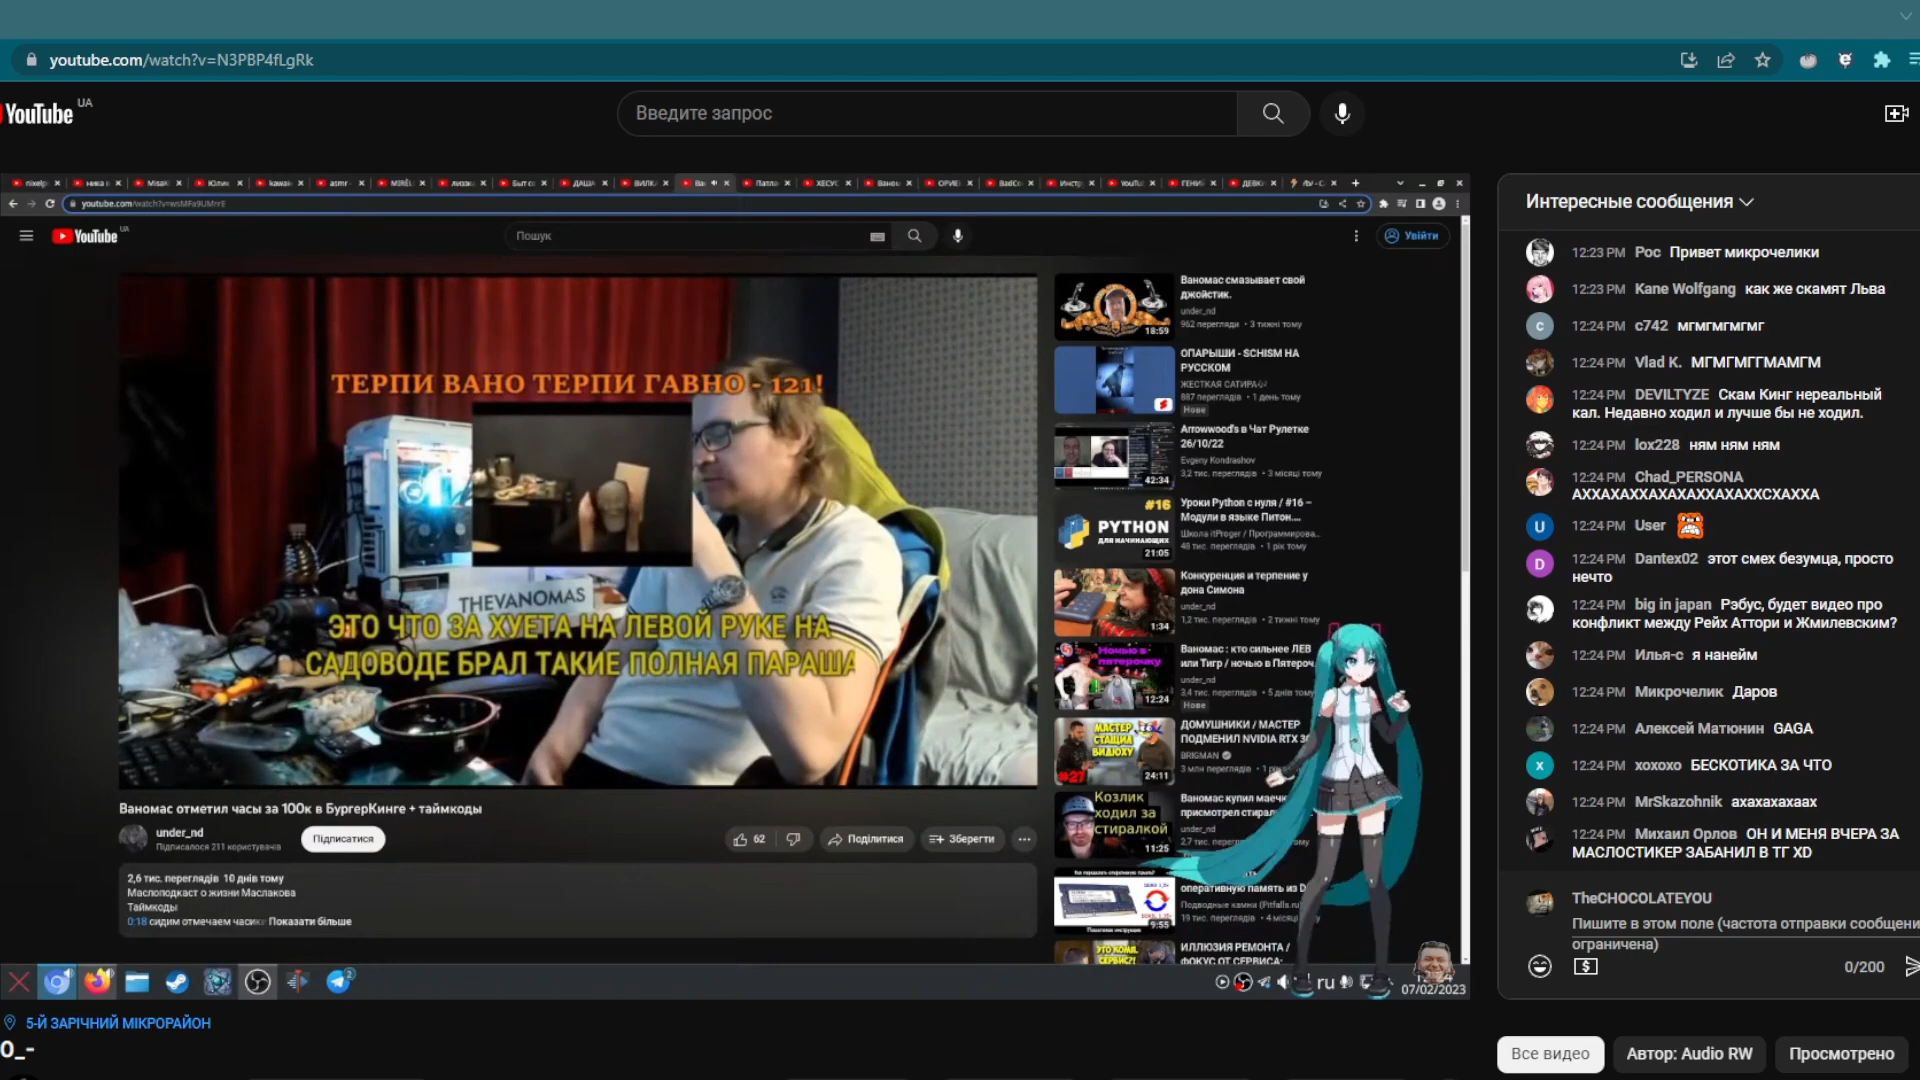 youtube.com/watch?v=N3PBP4fLgRk
YouTube UA
Введите запрос
youtube.com/watch?v=wsMFa9UMrrE
YouTube UA
Пошук
Увійти
ТЕРПИ ВАНО ТЕРПИ ГАВНО - 121!
THEVANOMAS
ЭТО ЧТО ЗА ХУЕТА НА ЛЕВОЙ РУКЕ НА
САДОВОДЕ БРАЛ ТАКИЕ ПОЛНАЯ ПАРАША
Ваномас отметил часы за 100к в БургерКинге + таймкоды
under_nd
Підписалося 211 користувачів
Підписатися
62
Поділитися
Зберегти
2,6 тис. переглядів 10 днів тому
Маслоподкаст о жизни Маслакова
Таймкоды
0:18 сидим отмечаем часик Показати більше
18:59
Ваномас смазывает свой
джойстик.
under_nd
962 перегляди • 3 тижні тому
ОПАРЫШИ - SCHISM НА
РУССКОМ
ЖЕСТКАЯ САТИРА
887 переглядів • 1 день тому
Нове
42:34
Arrowwood's в Чат Рулетке
26/10/22
Evgeny Kondrashov
3,2 тис. переглядів • 3 місяці тому
#16
PYTHON
ДЛЯ НАЧИНАЮЩИХ
21:05
Уроки Python с нуля / #16 –
Модули в языке Питон....
Школа itProger / Программирова...
48 тис. переглядів • 1 рік тому
1:34
Конкуренция и терпение у
дона Симона
under_nd
1,2 тис. переглядів • 2 тижні тому
Ночью в
пятерочку
12:24
Ваномас : кто сильнее ЛЕВ
или Тигр / ночью в Пятероч
under_nd
3,4 тис. переглядів • 5 днів тому
Нове
МАСТЕР
СТАЩИЛ
ВИДЮХУ
#27
24:11
ДОМУШНИКИ / МАСТЕР
ПОДМЕНИЛ NVIDIA RTX 30
BRIGMAN
3 млн переглядів
Козлик
ходил за
стиралкой
11:25
Ваномас купил маечк
присмотрел стирал
under_nd
2,7 тис. переглядів
9:55
оперативную память из D
Подводные камни (Pitfalls.ru)
19 тис. переглядів • 4 місяці
ЭТО КОМП.
СЕРВИС?!
ИЛЛЮЗИЯ РЕМОНТА /
ФОКУС ОТ СЕРВИСА:
2
ru
07/02/2023
Интересные сообщения
12:23 PM Рос Привет микрочелики
12:23 PM Kane Wolfgang как же скамят Льва
12:24 PM c742 мгмгмгмгмг
12:24 PM Vlad K. МГМГМГГМАМГМ
12:24 PM DEVILTYZE Скам Кинг нереальный
кал. Недавно ходил и лучше бы не ходил.
12:24 PM lox228 ням ням ням
12:24 PM Chad_PERSONA
АХХАХАХХАХАХАХХАХАХХСХАХХА
12:24 PM User
12:24 PM Dantex02 этот смех безумца, просто
нечто
12:24 PM big in japan Рэбус, будет видео про
конфликт между Рейх Аттори и Жмилевским?
12:24 PM Илья-с я нанейм
12:24 PM Микрочелик Даров
12:24 PM Алексей Матюнин GAGA
12:24 PM хохохо БЕСКОТИКА ЗА ЧТО
12:24 PM MrSkazohnik ахахахахаах
12:24 PM Михаил Орлов ОН И МЕНЯ ВЧЕРА ЗА
МАСЛОСТИКЕР ЗАБАНИЛ В ТГ XD
TheCHOCOLATEYOU
Пишите в этом поле (частота отправки сообщени
ограничена)
0/200
5-Й ЗАРІЧНИЙ МІКРОРАЙОН
0_-
Все видео
Автор: Audio RW
Просмотрено